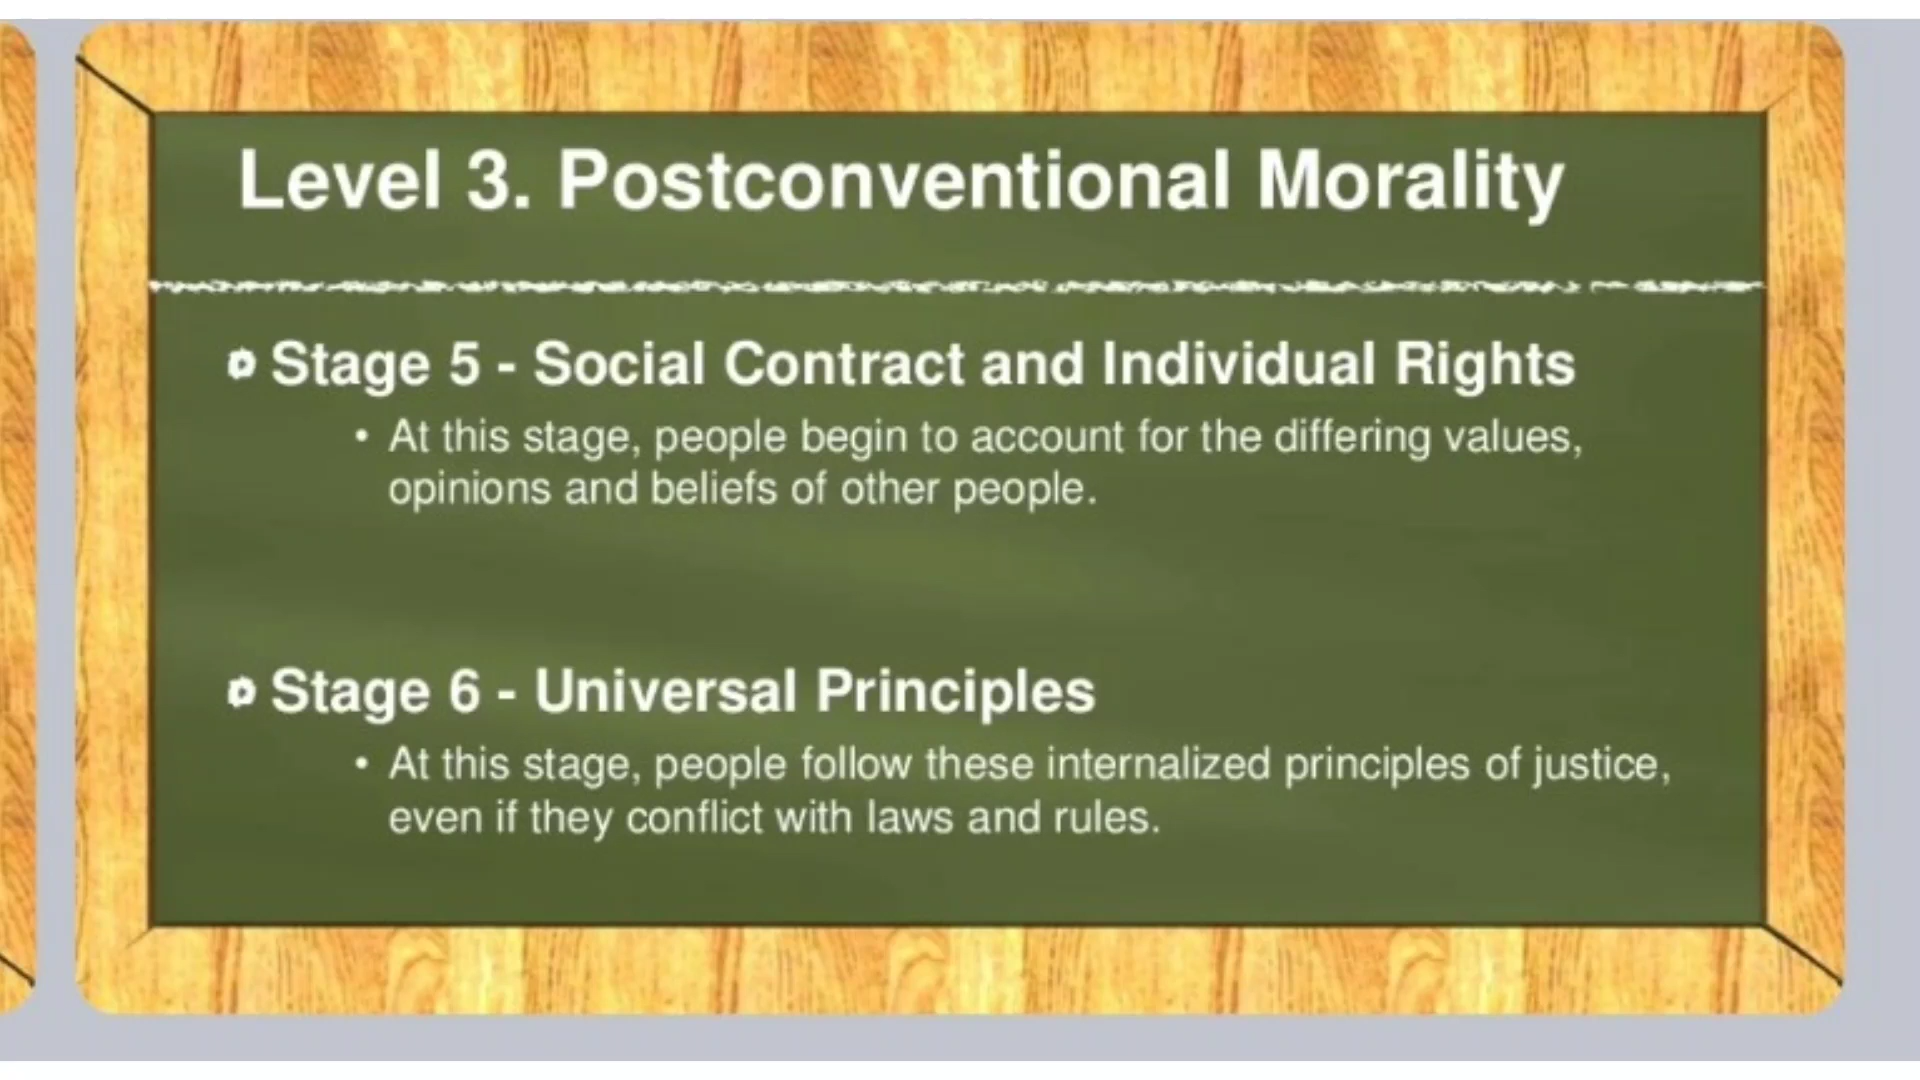 Level 3. Postconventional Morality
Stage 5 - Social Contract and Individual Rights
• At this stage, people begin to account for the differing values,
opinions and beliefs of other people.
Stage 6 - Universal Principles
• At this stage, people follow these internalized principles of justice,
even if they conflict with laws and rules.